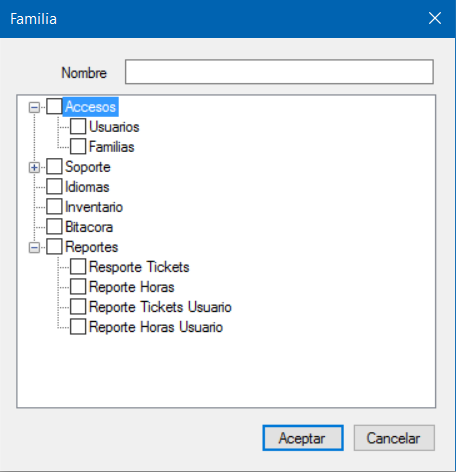 Familia
Nombre
Accesos
Usuarios
Familias
Soporte
Idiomas
Inventario
Bitacora
Reportes
Resporte Tickets
Reporte Horas
Reporte Tickets Usuario
Reporte Horas Usuario
Aceptar Cancelar